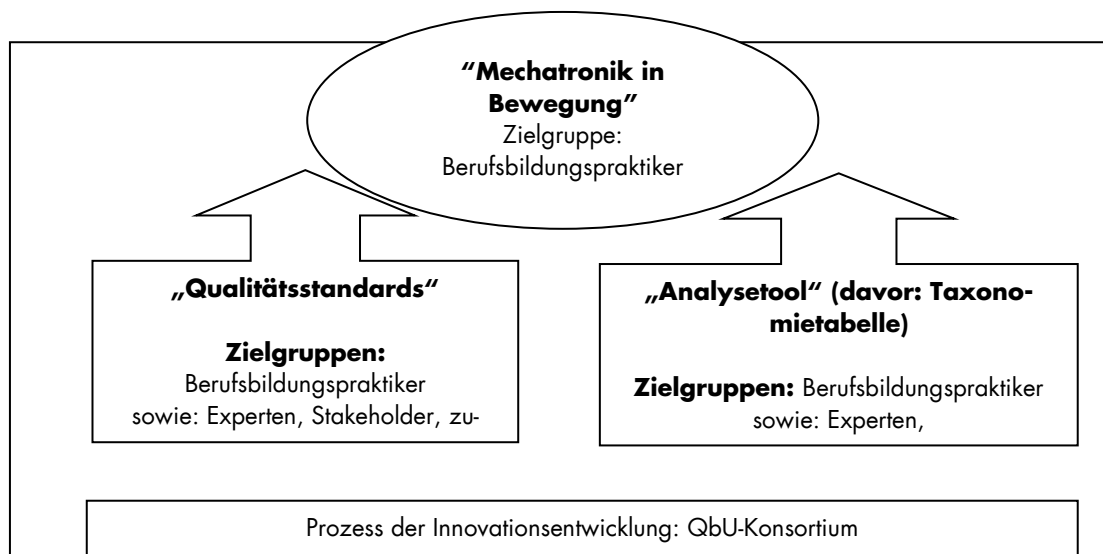 “Mechatronik in
Bewegung”
Zielgruppe:
Berufsbildungspraktiker
„Qualitätsstandards“
Zielgruppen:
Berufsbildungspraktiker
sowie: Experten, Stakeholder, zu-
„Analysetool“ (davor: Taxono-
mietabelle)
Zielgruppen: Berufsbildungspraktiker
sowie: Experten,
Prozess der Innovationsentwicklung: QbU-Konsortium